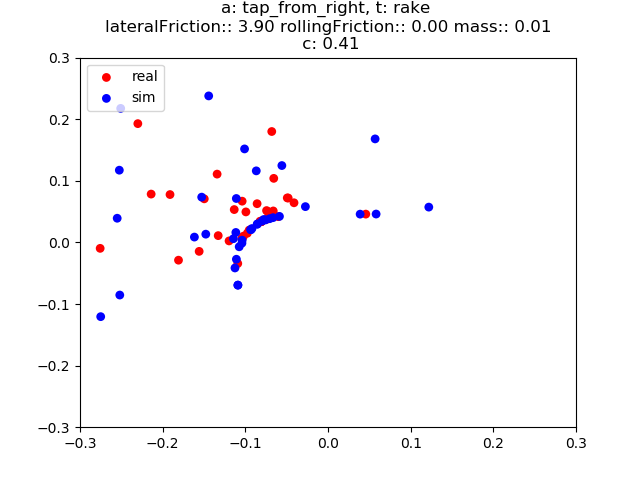 a: tap_from_right, t: rake
lateralFriction:: 3.90 rollingFriction:: 0.00 mass:: 0.01
c: 0.41
real
sim
0.3
0.2
0.1
0.0
−0.1
−0.2
−0.3
−0.3
−0.2
−0.1
0.0
0.1
0.2
0.3